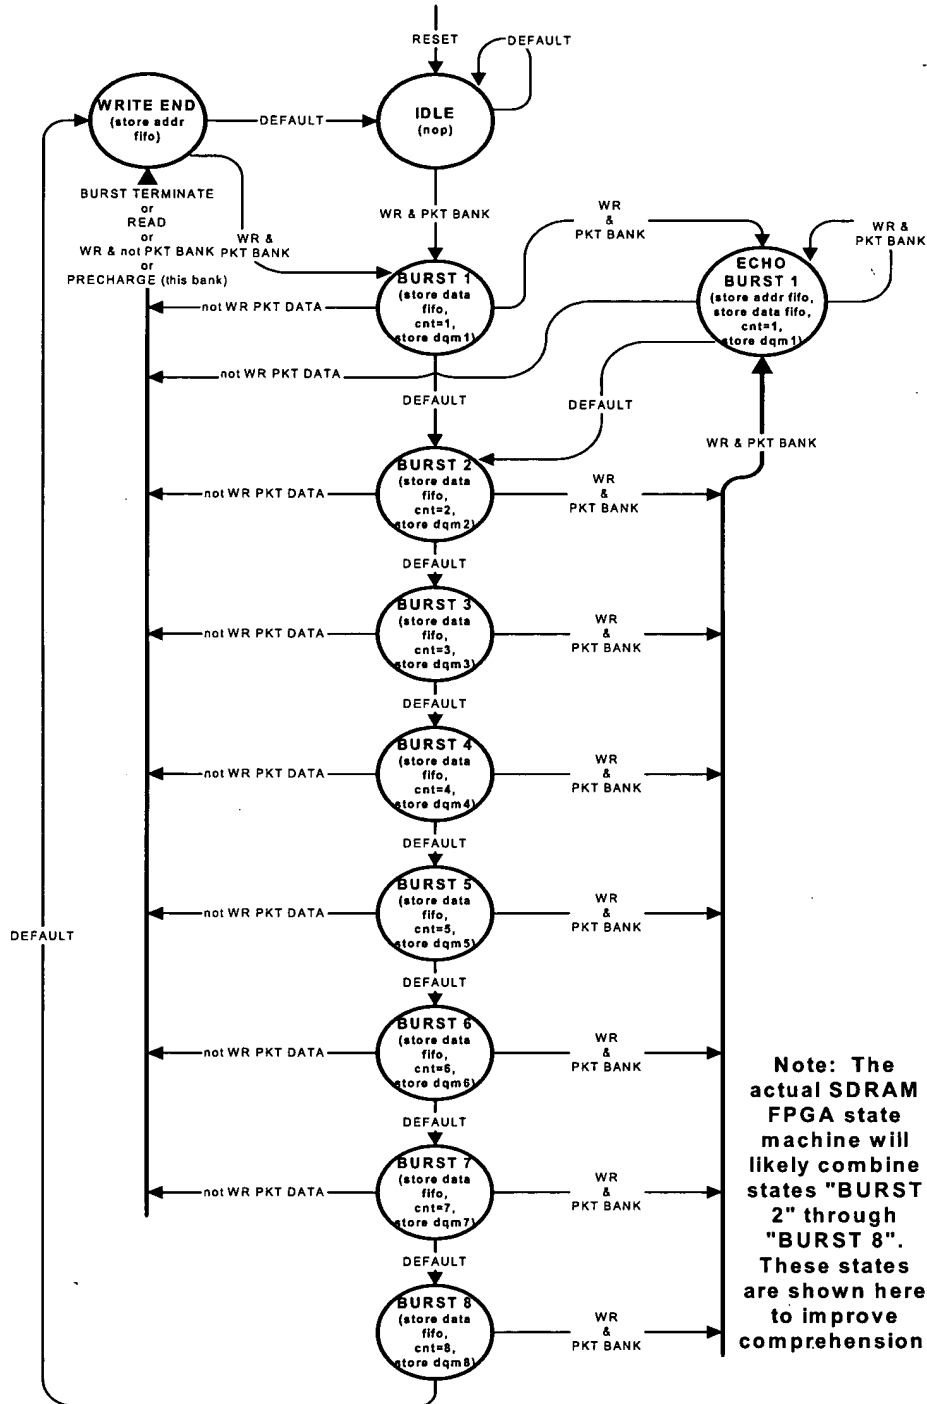 RESET
DEFAULT
WRITE END
(store addr
fifo)
DEFAULT
IDLE
(nop)
BURST TERMINATE
or
READ
or
WR & not PKT BANK
or
PRECHARGE (this bank)
WR &
PKT BANK
WR & PKT BANK
WR
&
PKT BANK
WR
&
PKT BANK
ECHO
BURST 1
(store addr fifo,
store data fifo,
cnt=1,
store dqm1)
not WR PKT DATA
BURST 1
(store data
fifo,
cnt=1,
store dqm1)
not WR PKT DATA
DEFAULT
DEFAULT
WR & PKT BANK
not WR PKT DATA
BURST 2
(store data
fifo,
cnt=2,
store dqm2)
WR
&
PKT BANK
DEFAULT
not WR PKT DATA
BURST 3
(store data
fifo,
cnt=3,
store dqm3)
WR
&
PKT BANK
DEFAULT
not WR PKT DATA
BURST 4
(store data
fifo,
cnt=4,
store dqm4)
WR
&
PKT BANK
DEFAULT
not WR PKT DATA
BURST 5
(store data
fifo,
cnt=5,
store dqm5)
WR
&
PKT BANK
DEFAULT
DEFAULT
not WR PKT DATA
BURST 6
(store data
fifo,
cnt=6,
store dqm6)
WR
&
PKT BANK
DEFAULT
not WR PKT DATA
BURST 7
(store data
fifo,
cnt=7,
store dqm7)
WR
&
PKT BANK
DEFAULT
BURST 8
(store data
fifo,
cnt=8,
store dqm8)
WR
&
PKT BANK
Note: The
actual SDRAM
FPGA state
machine will
likely combine
states "BURST
2" through
"BURST 8".
These states
are shown here
to improve
comprehension